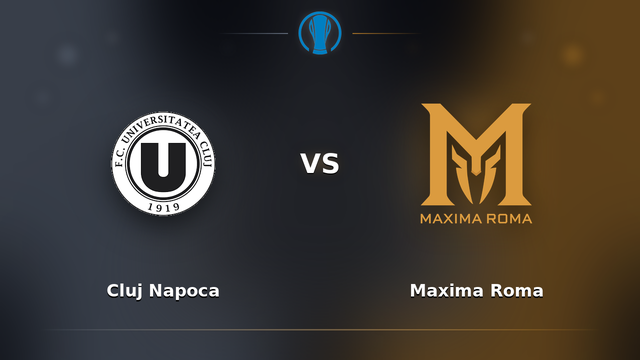 F.C. UNIVERSITATEA CLUJ
U
1919
VS
M
MAXIMA ROMA
Cluj Napoca
Maxima Roma